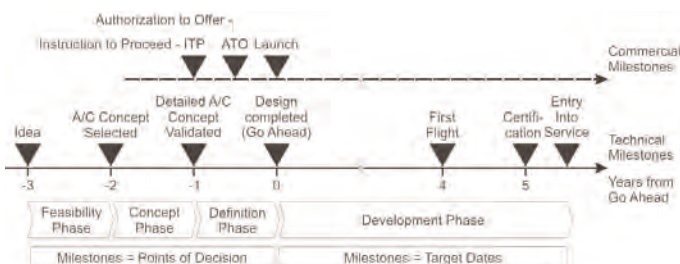 Authorization to Offer -
Instruction to Proceed - ITP ATO Launch
Commercial
Milestones
Idea
A/C Concept
Selected
Detailed A/C
Concept
Validated
Design
completed
(Go Ahead)
First
Flight
Certifi-
cation
Entry
Into
Service
Technical
Milestones
-3 -2 -1 0 4 5
Years from
Go Ahead
Feasibility
Phase
Concept
Phase
Definition
Phase
Development Phase
Milestones = Points of Decision
Milestones = Target Dates